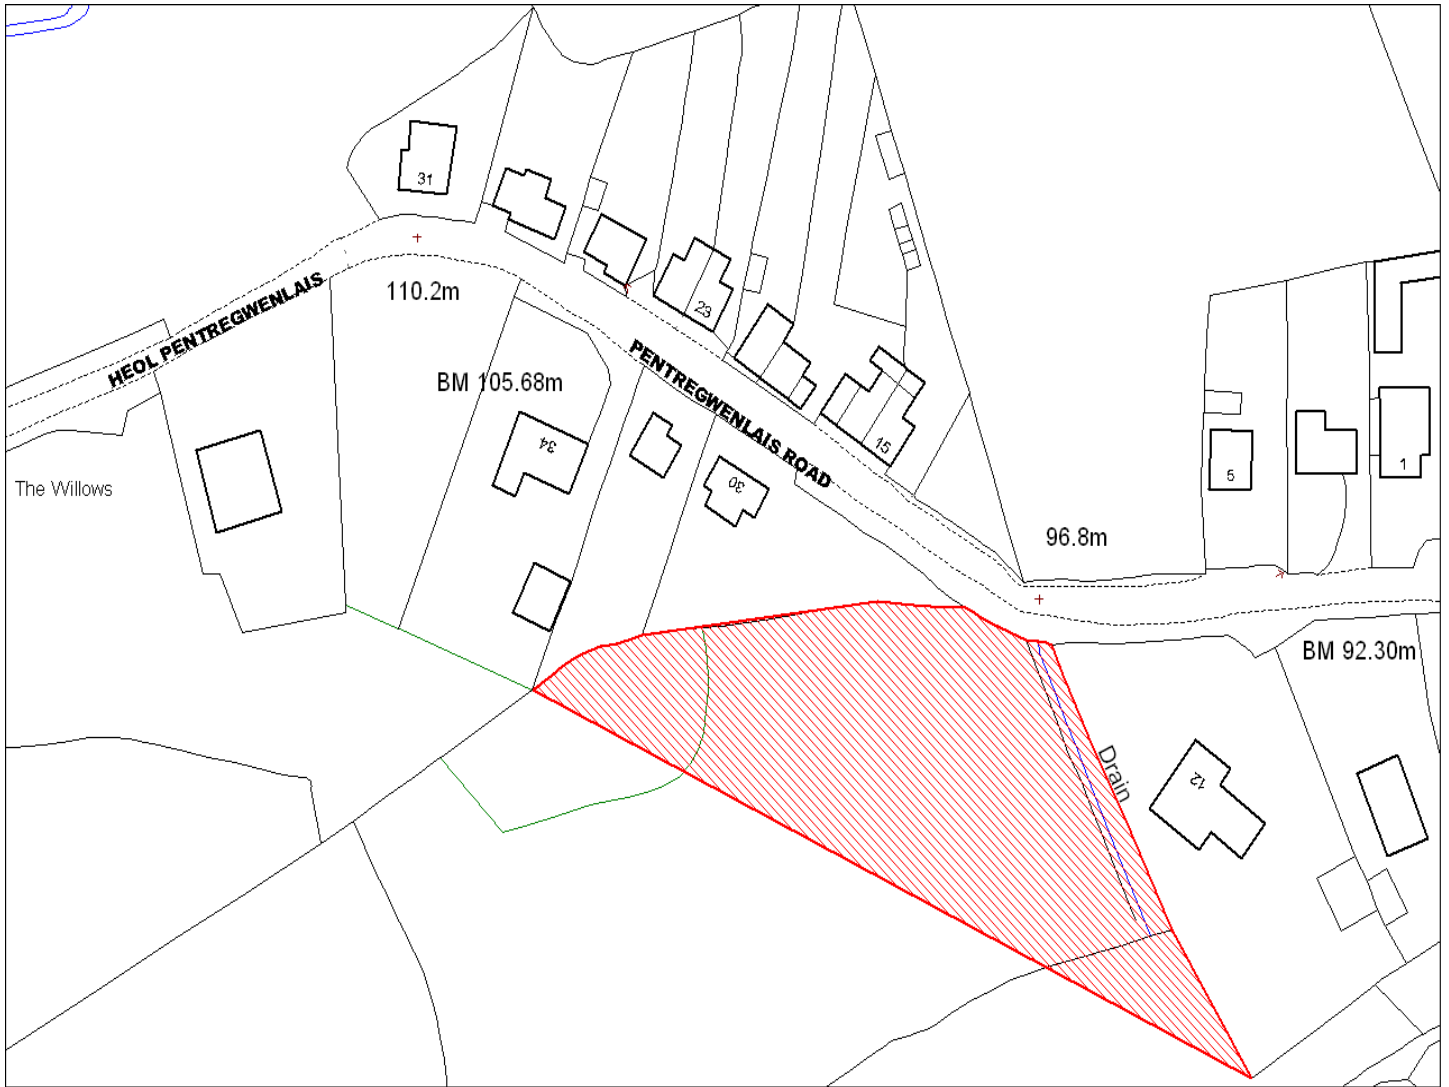 31
HEOL PENTREGWENLAIS
110.2m
23
BM 105.68m
PENTREGWENLAIS ROAD
34
15
30
5
1
The Willows
96.8m
BM 92.30m
Drain
12